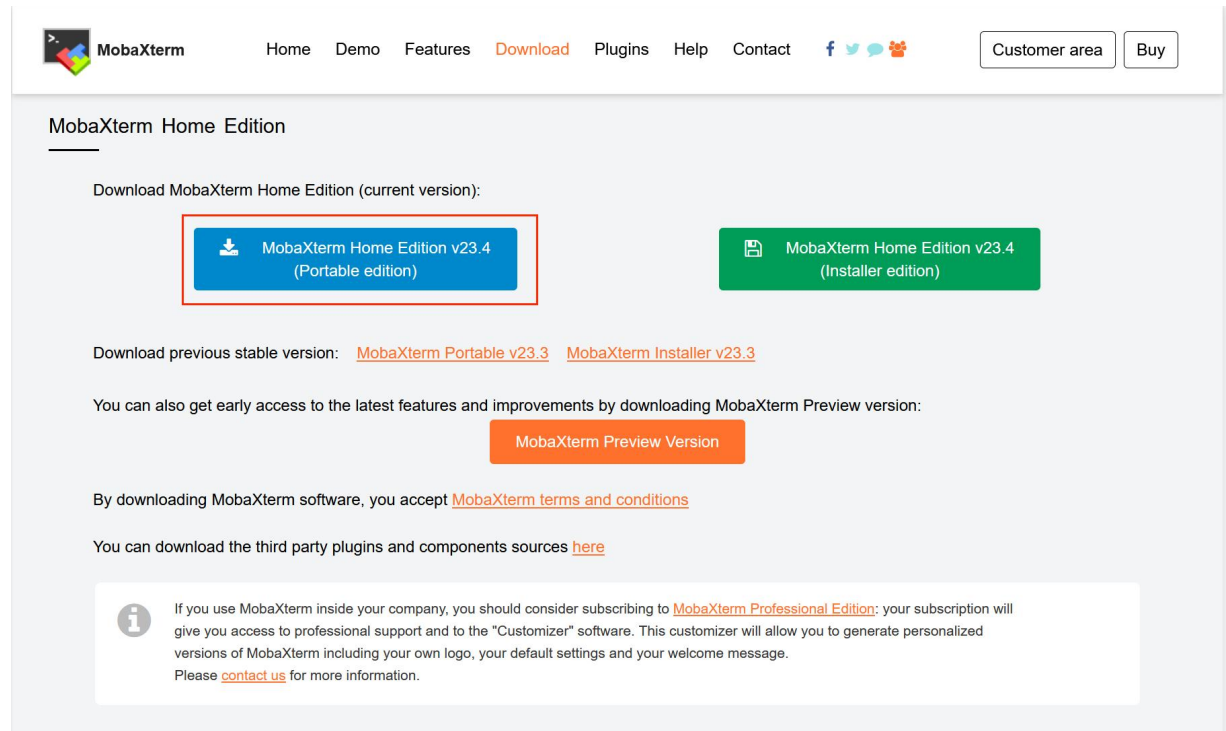 >_ MobaXterm Home Demo Features Download Plugins Help Contact f Customer area Buy
MobaXterm Home Edition
Download MobaXterm Home Edition (current version):
MobaXterm Home Edition v23.4
(Portable edition)
MobaXterm Home Edition v23.4
(Installer edition)
Download previous stable version: MobaXterm Portable v23.3 MobaXterm Installer v23.3
You can also get early access to the latest features and improvements by downloading MobaXterm Preview version:
MobaXterm Preview Version
By downloading MobaXterm software, you accept MobaXterm terms and conditions
You can download the third party plugins and components sources here
If you use MobaXterm inside your company, you should consider subscribing to MobaXterm Professional Edition: your subscription will
give you access to professional support and to the "Customizer" software. This customizer will allow you to generate personalized
versions of MobaXterm including your own logo, your default settings and your welcome message.
Please contact us for more information.